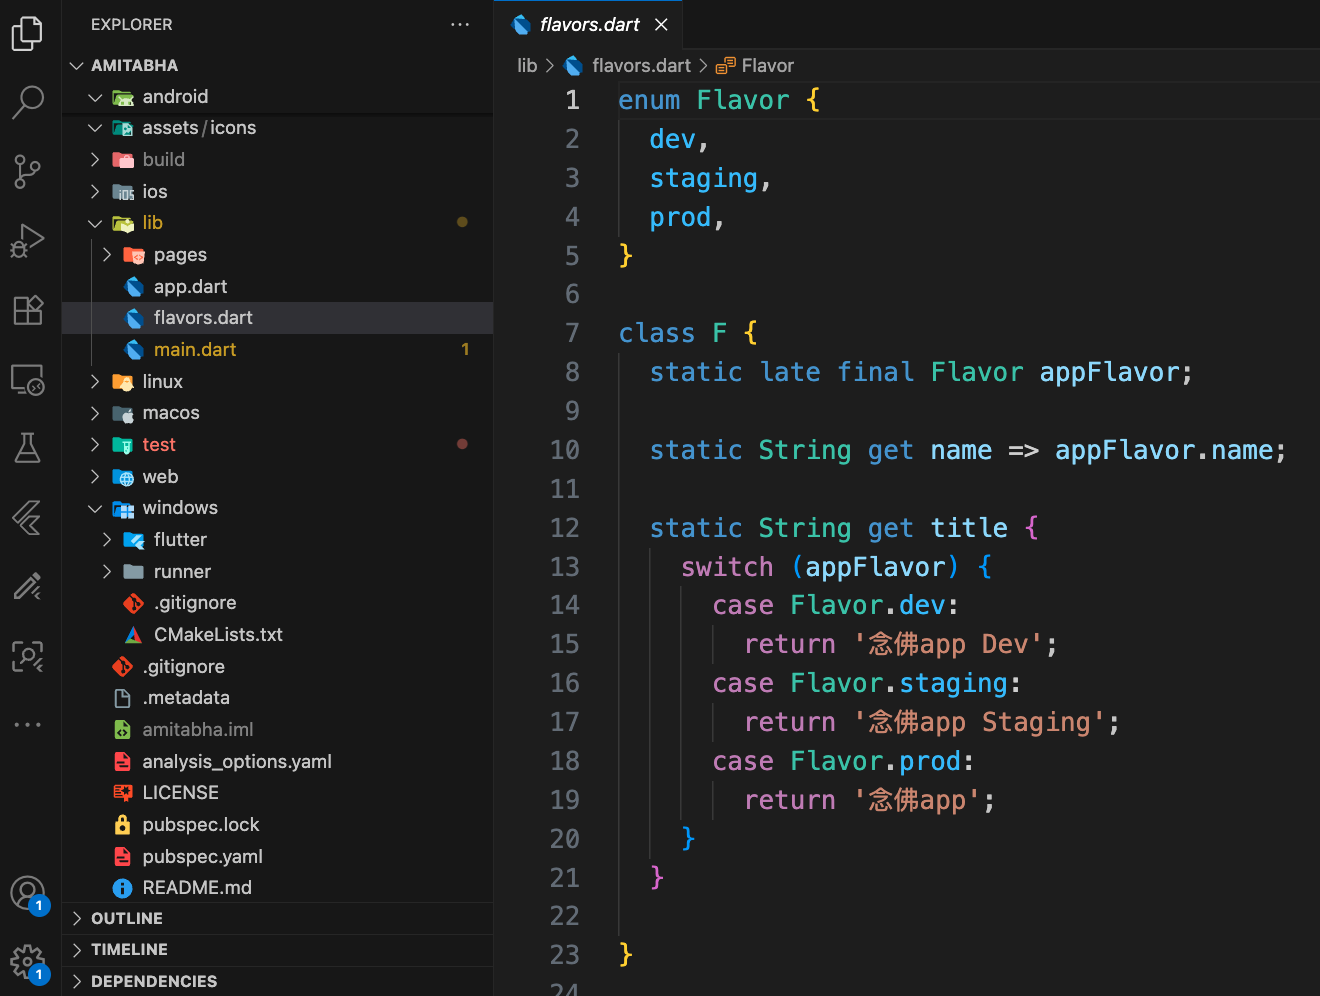 EXPLORER
AMITABHA
android
assets/icons
build
ios
lib
pages
app.dart
flavors.dart
main.dart 1
linux
macos
test
web
windows
flutter
runner
.gitignore
CMakeLists.txt
.gitignore
.metadata
amitabha.iml
analysis_options.yaml
LICENSE
pubspec.lock
pubspec.yaml
README.md
OUTLINE
TIMELINE
DEPENDENCIES
1
1
flavors.dart
lib > flavors.dart > Flavor
1 enum Flavor {
2   dev,
3   staging,
4   prod,
5 }
6
7 class F {
8   static late final Flavor appFlavor;
9
10   static String get name => appFlavor.name;
11
12   static String get title {
13     switch (appFlavor) {
14       case Flavor.dev:
15         return '念佛app Dev';
16       case Flavor.staging:
17         return '念佛app Staging';
18       case Flavor.prod:
19         return '念佛app';
20     }
21   }
22
23 }
24